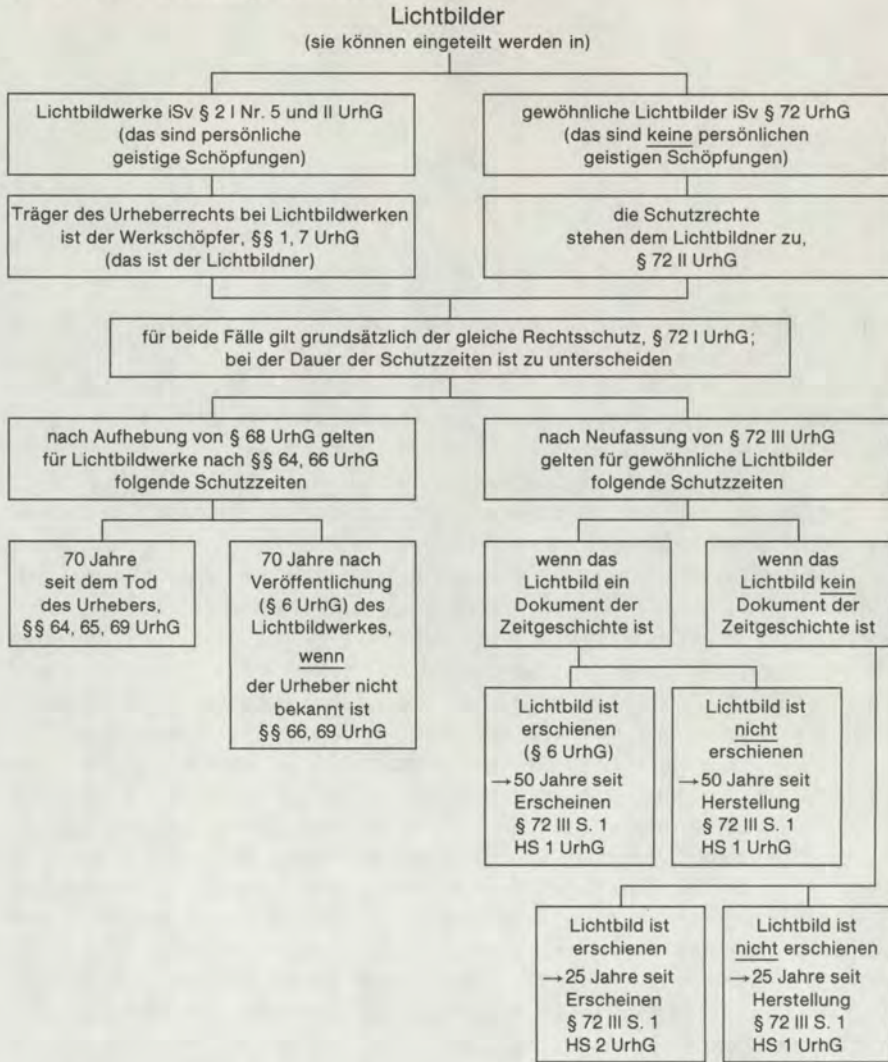 Lichtbilder
(sie können eingeteilt werden in)
Lichtbildwerke iSv § 2 I Nr. 5 und II UrhG
(das sind persönliche
geistige Schöpfungen)
gewöhnliche Lichtbilder iSv § 72 UrhG
(das sind keine persönlichen
geistigen Schöpfungen)
Träger des Urheberrechts bei Lichtbildwerken
ist der Werkschöpfer, §§ 1, 7 UrhG
(das ist der Lichtbildner)
die Schutzrechte
stehen dem Lichtbildner zu,
§ 72 II UrhG
für beide Fälle gilt grundsätzlich der gleiche Rechtsschutz, § 72 I UrhG;
bei der Dauer der Schutzzeiten ist zu unterscheiden
nach Aufhebung von § 68 UrhG gelten
für Lichtbildwerke nach §§ 64, 66 UrhG
folgende Schutzzeiten
nach Neufassung von § 72 III UrhG
gelten für gewöhnliche Lichtbilder
folgende Schutzzeiten
70 Jahre
seit dem Tod
des Urhebers,
§§ 64, 65, 69 UrhG
70 Jahre nach
Veröffentlichung
(§ 6 UrhG) des
Lichtbildwerkes,
wenn
der Urheber nicht
bekannt ist
§§ 66, 69 UrhG
wenn das
Lichtbild ein
Dokument der
Zeitgeschichte ist
wenn das
Lichtbild kein
Dokument der
Zeitgeschichte ist
Lichtbild ist
erschienen
(§ 6 UrhG)
→50 Jahre seit
Erscheinen
§ 72 III S. 1
HS 1 UrhG
Lichtbild ist
nicht
erschienen
→50 Jahre seit
Herstellung
§ 72 III S. 1
HS 1 UrhG
Lichtbild ist
erschienen
→25 Jahre seit
Erscheinen
§ 72 III S. 1
HS 2 UrhG
Lichtbild ist
nicht erschienen
→25 Jahre seit
Herstellung
§ 72 III S. 1
HS 1 UrhG